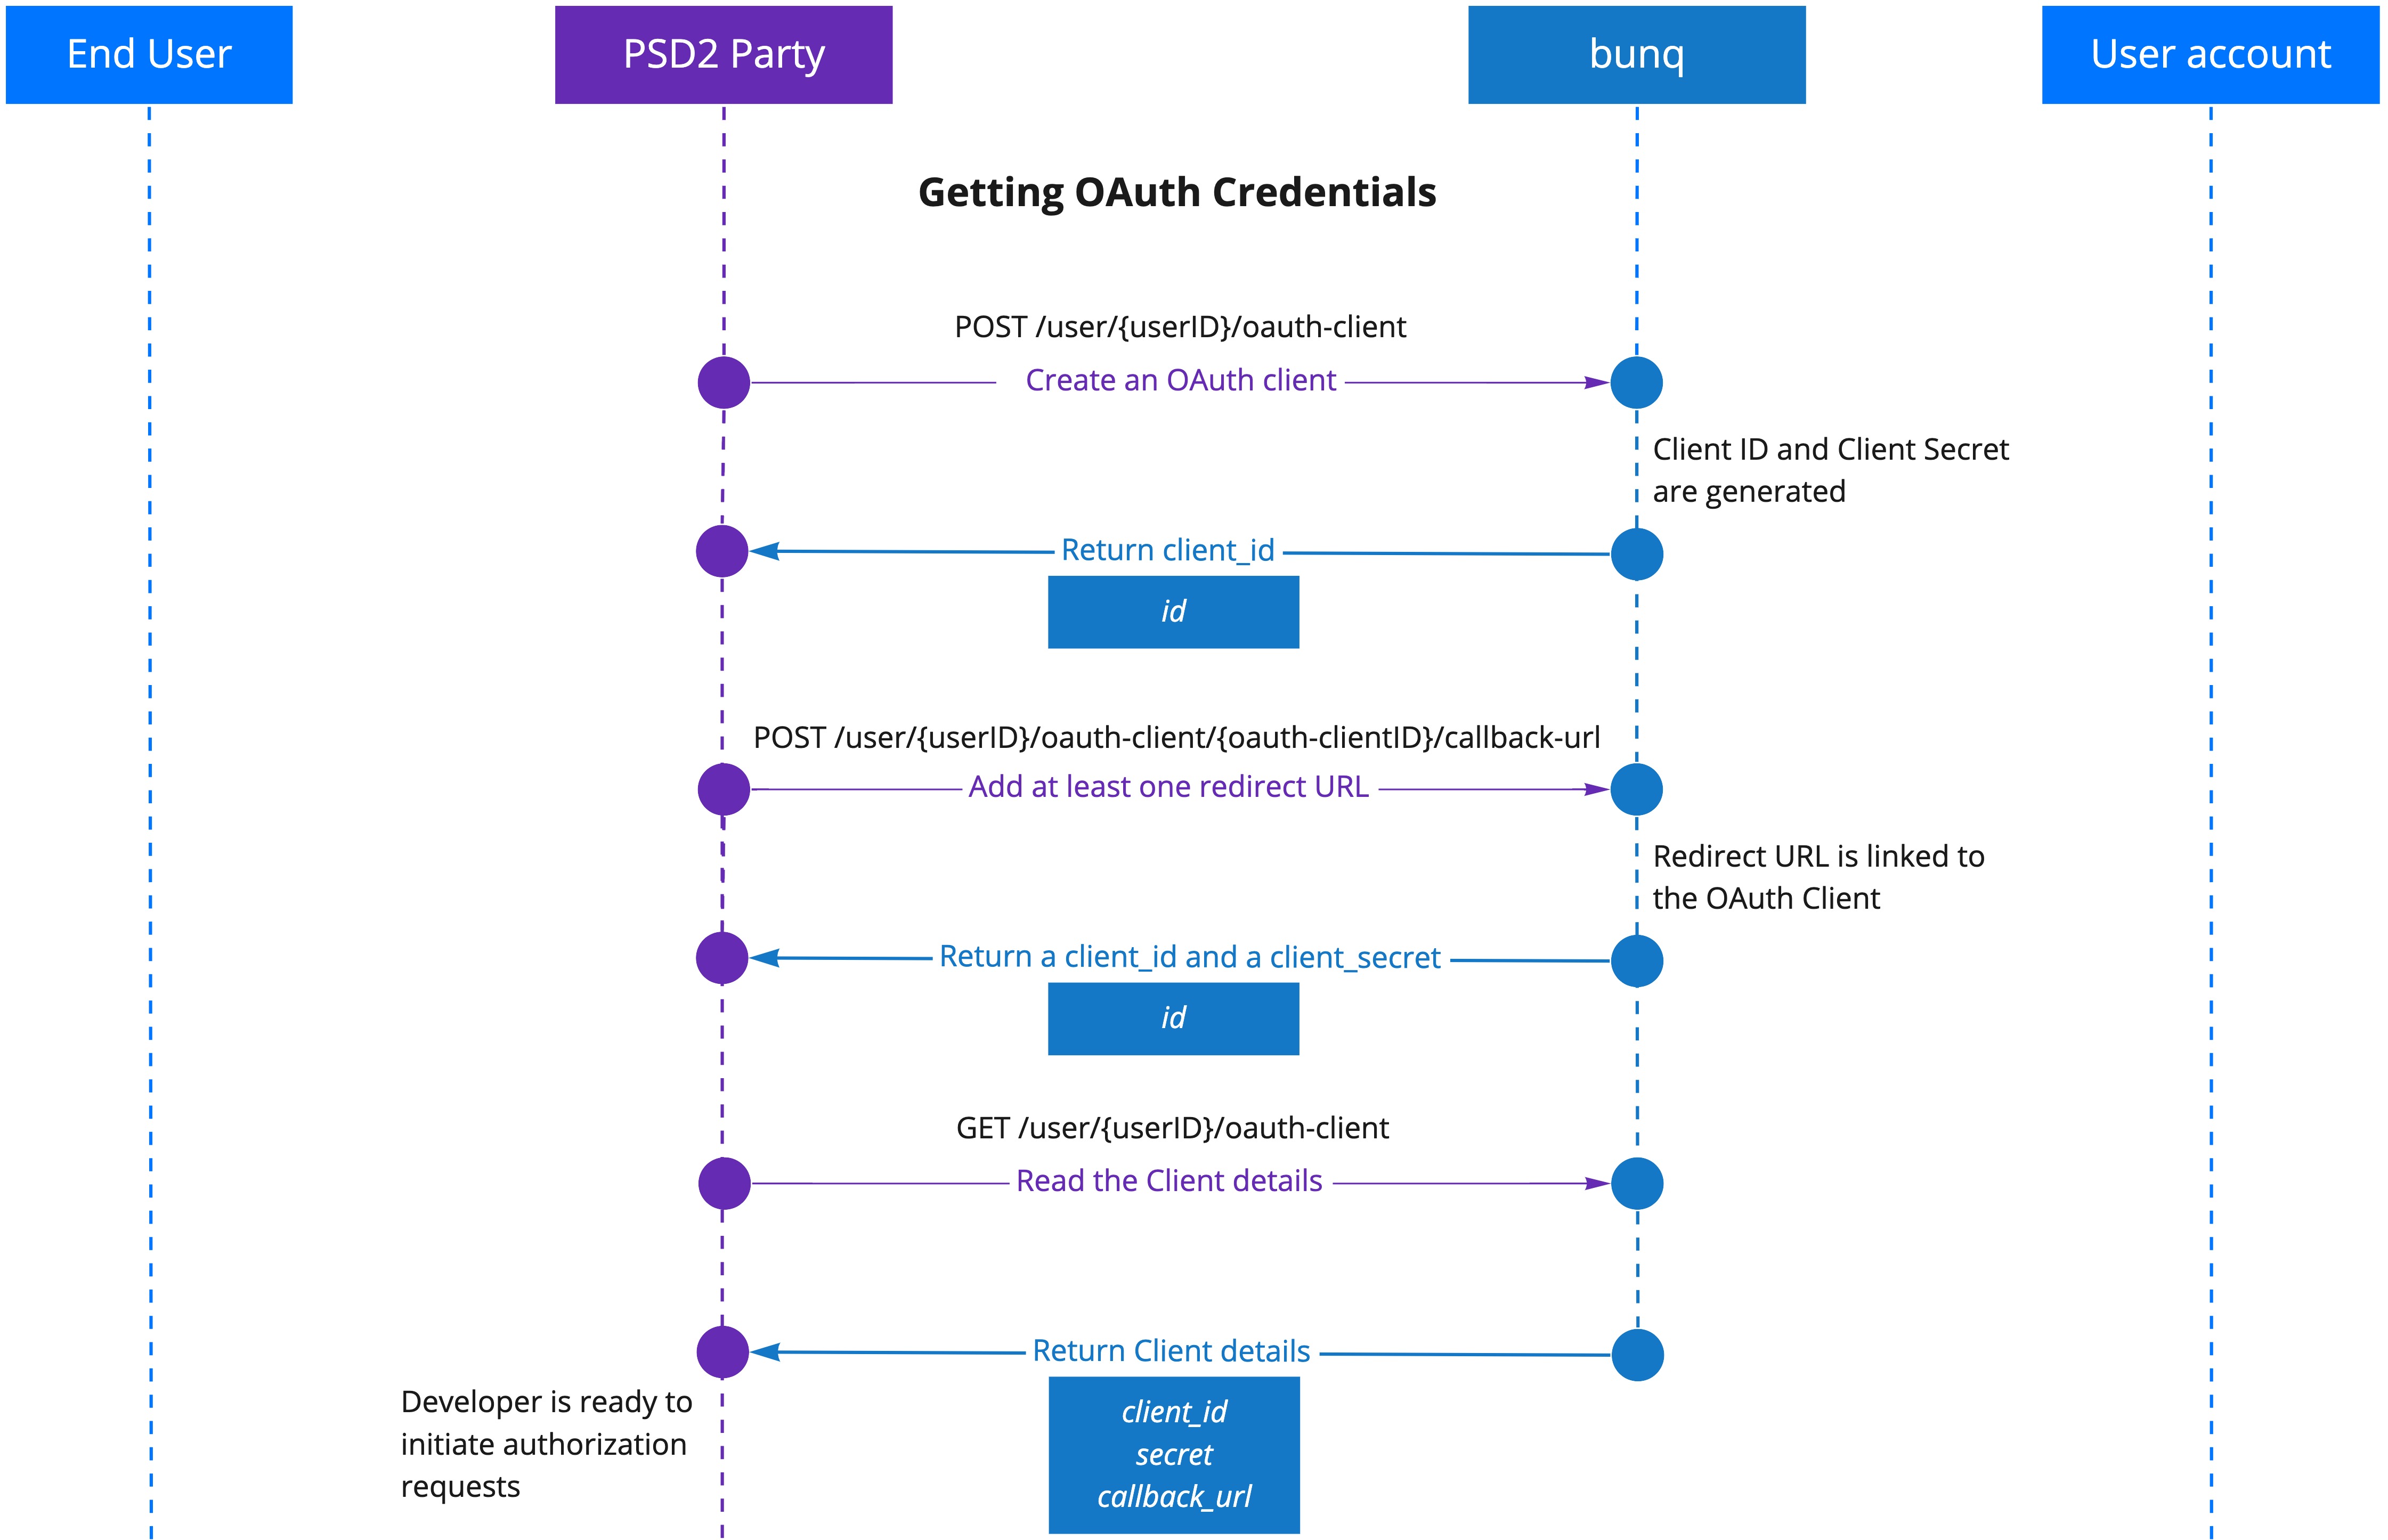 End User
PSD2 Party
bunq
User account
Getting OAuth Credentials
POST /user/{userID}/oauth-client
Create an OAuth client
Client ID and Client Secret
are generated
Return client_id
id
POST /user/{userID}/oauth-client/{oauth-clientID}/callback-url
Add at least one redirect URL
Redirect URL is linked to
the OAuth Client
Return a client_id and a client_secret
id
GET /user/{userID}/oauth-client
Read the Client details
Return Client details
Developer is ready to
initiate authorization
requests
client_id
secret
callback_url